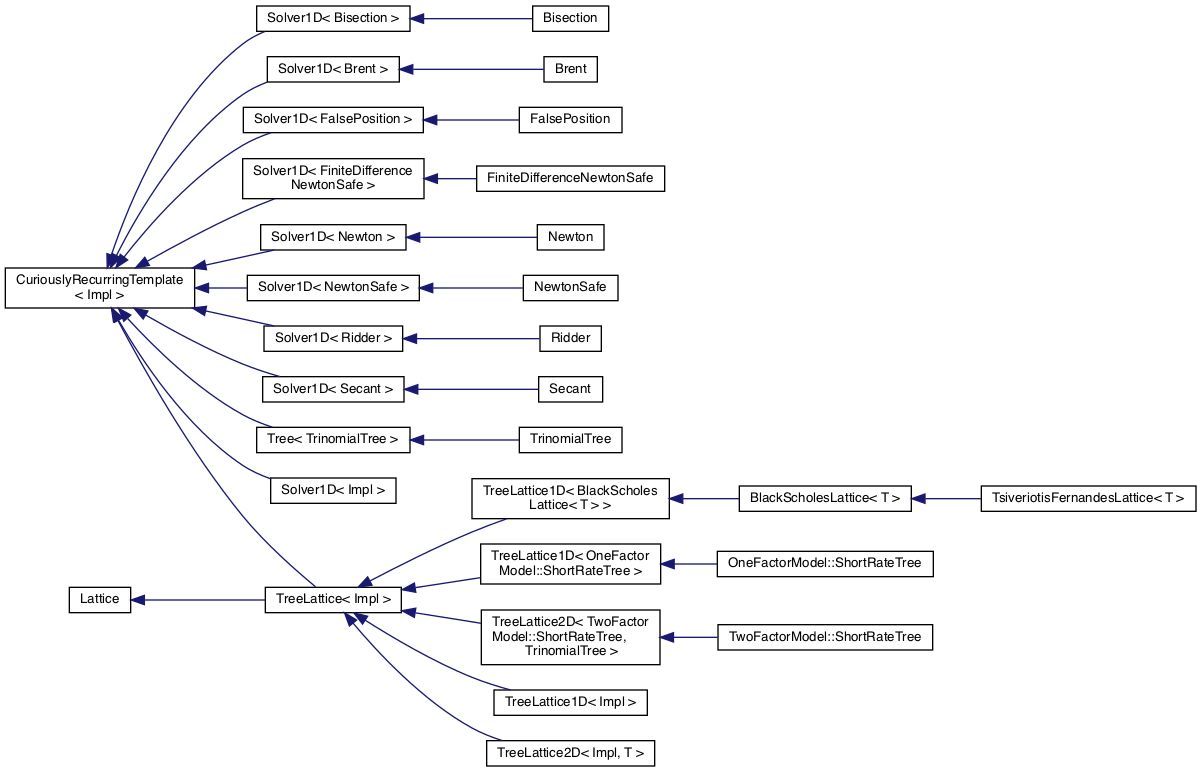 Solver1D< Bisection >
Bisection
Solver1D< Brent >
Brent
Solver1D< FalsePosition >
FalsePosition
Solver1D< FiniteDifference
NewtonSafe >
FiniteDifferenceNewtonSafe
Solver1D< Newton >
Newton
CuriouslyRecurringTemplate
< Impl >
Solver1D< NewtonSafe >
NewtonSafe
Solver1D< Ridder >
Ridder
Solver1D< Secant >
Secant
Tree< TrinomialTree >
TrinomialTree
Solver1D< Impl >
TreeLattice1D< BlackScholes
Lattice< T > >
BlackScholesLattice< T >
TsiveriotisFernandesLattice< T >
TreeLattice1D< OneFactor
Model::ShortRateTree >
OneFactorModel::ShortRateTree
Lattice
TreeLattice< Impl >
TreeLattice2D< TwoFactor
Model::ShortRateTree,
TrinomialTree >
TwoFactorModel::ShortRateTree
TreeLattice1D< Impl >
TreeLattice2D< Impl, T >